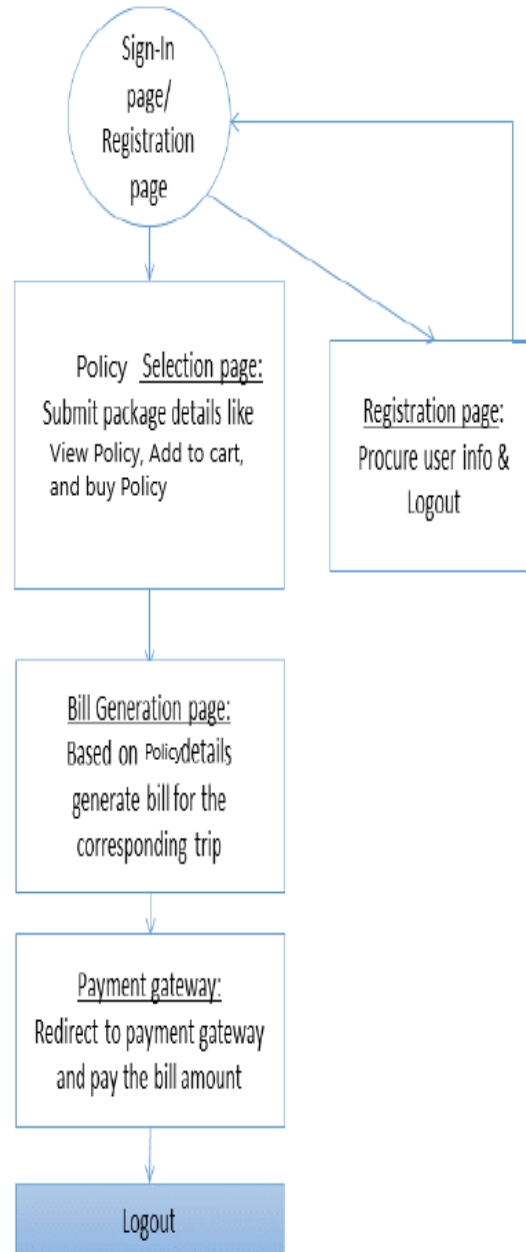 Sign-In
page/
Registration
page
Policy Selection page:
Submit package details like
View Policy, Add to cart,
and buy Policy
Registration page:
Procure user info &
Logout
Bill Generation page:
Based on Policydetails
generate bill for the
corresponding trip
Payment gateway:
Redirect to payment gateway
and pay the bill amount
Logout